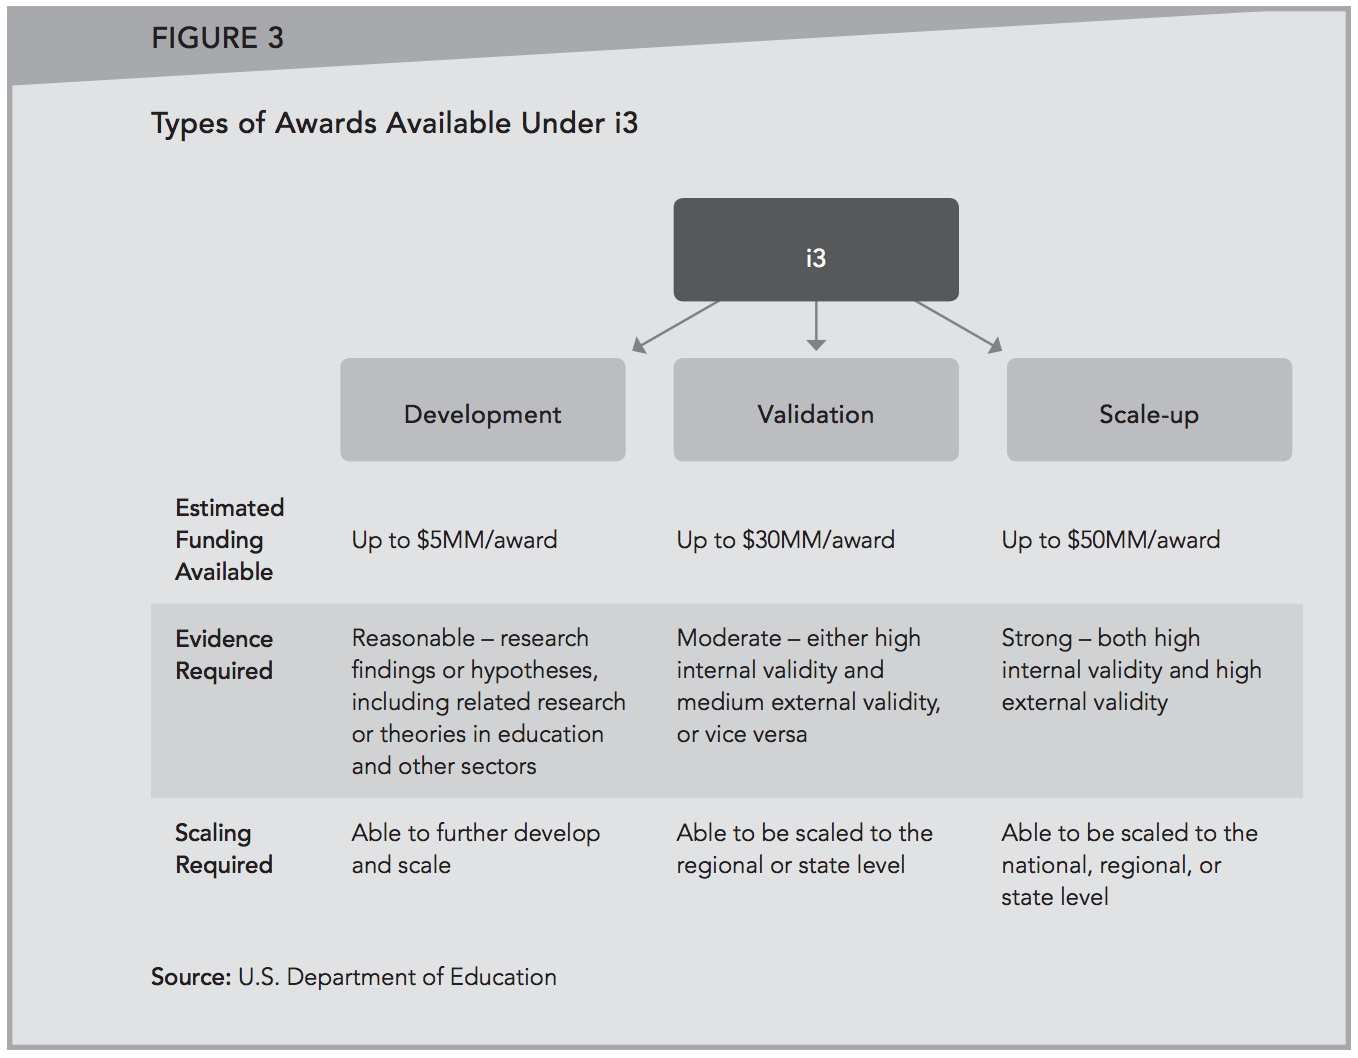 FIGURE 3
Types of Awards Available Under i3
i3
Development
Validation
Scale-up
Estimated
Funding
Available
Up to $5MM/award
Up to $30MM/award
Up to $50MM/award
Evidence
Required
Reasonable – research
findings or hypotheses,
including related research
or theories in education
and other sectors
Moderate – either high
internal validity and
medium external validity,
or vice versa
Strong – both high
internal validity and high
external validity
Scaling
Required
Able to further develop
and scale
Able to be scaled to the
regional or state level
Able to be scaled to the
national, regional, or
state level
Source: U.S. Department of Education